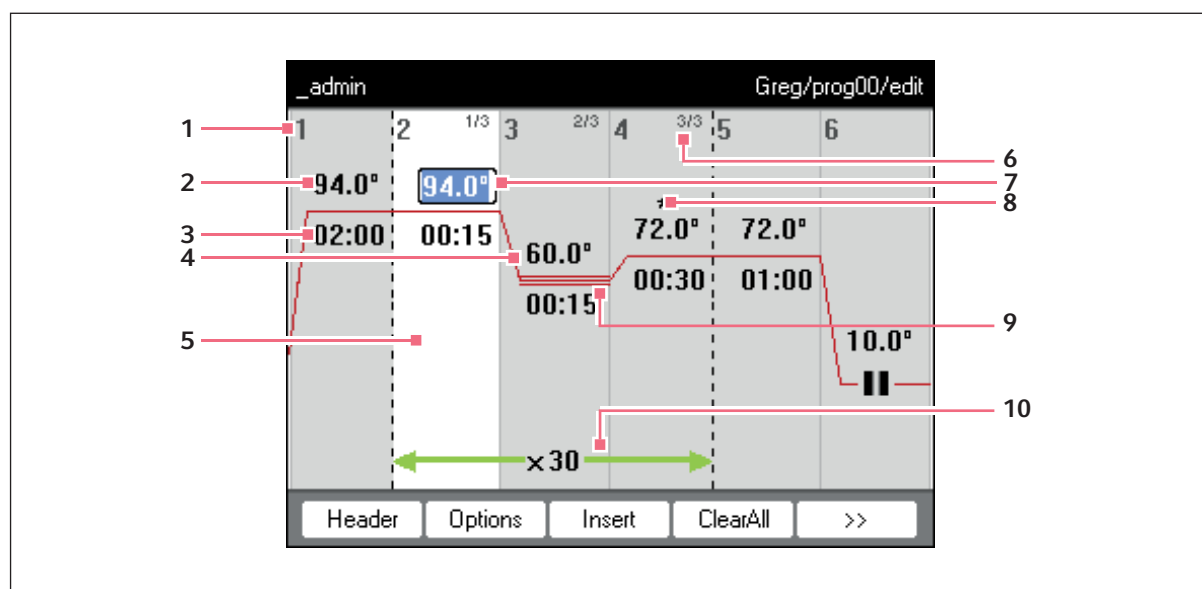 _admin Greg/prog00/edit
1 1 2 1/3 3 2/3 4 3/3 5 6 6
2 94.0° 94.0° 7
8
3 02:00 00:15 72.0° 72.0°
4 60.0°
00:30 01:00
00:15 9
5 10.0°
10
×30
Header Options Insert ClearAll >>